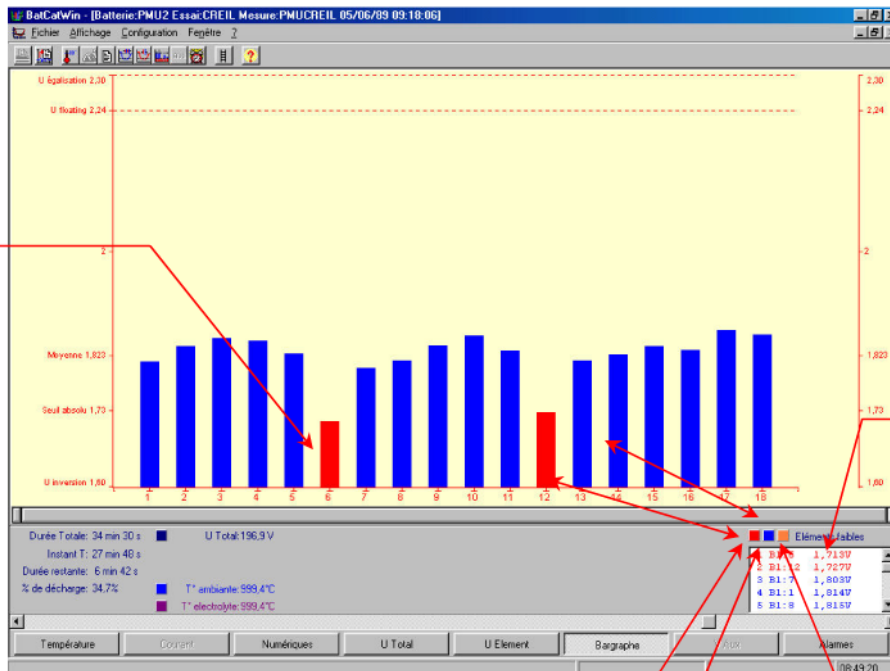 BatCatWin - [Batterie:PMU2 Essai:CREIL Mesure:PMUCREIL 05/06/89 09:18:06]
Fichier Affichage Configuration Fenêtre ?
U égalisation 2,30
2,30
U floating 2,24
2,24
2
2
Moyenne 1,823
1,823
Seuil absolu 1,73
1,73
U inversion 1,60
1,60
1 2 3 4 5 6 7 8 9 10 11 12 13 14 15 16 17 18
Durée Totale: 34 min 30 s
U Total: 196,9 V
Eléments faibles
Instant T: 27 min 48 s
Durée restante: 6 min 42 s
% de décharge: 34,7%
T° ambiante: 999,4°C
T° electrolyte: 999,4°C
1,713V
2 B1:12 1,727V
3 B1:7 1,803V
4 B1:1 1,814V
5 B1:8 1,815V
Température Courant Numériques U Total U Element Bargraphe Alarmes
08:49:20